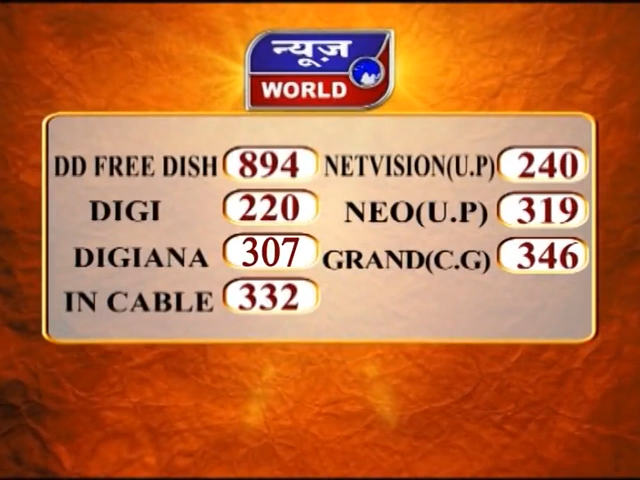 न्यूज़
WORLD
DD FREE DISH 894 NETVISION(U.P) 240
DIGI 220 NEO(U.P) 319
DIGIANA 307 GRAND(C.G) 346
IN CABLE 332